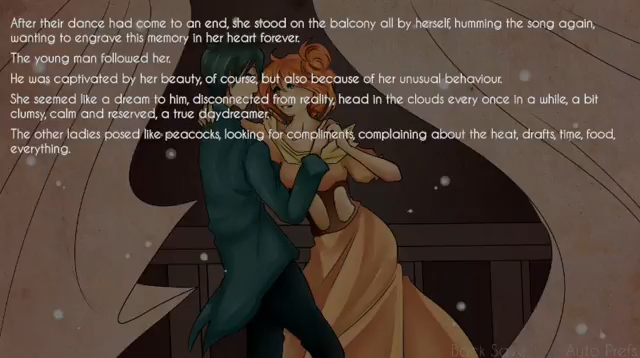 After their dance had come to an end, she stood on the balcony all by herself, humming the song again,
wanting to engrave this memory in her heart forever.
The young man followed her.
He was captivated by her beauty, of course, but also because of her unusual behaviour.
She seemed like a dream to him, disconnected from reality, head in the clouds every once in a while, a bit
clumsy, calm and reserved, a true daydreamer.
The other ladies posed like peacocks, looking for compliments, complaining about the heat, drafts, time, food,
everything.
Back Auto Prefs